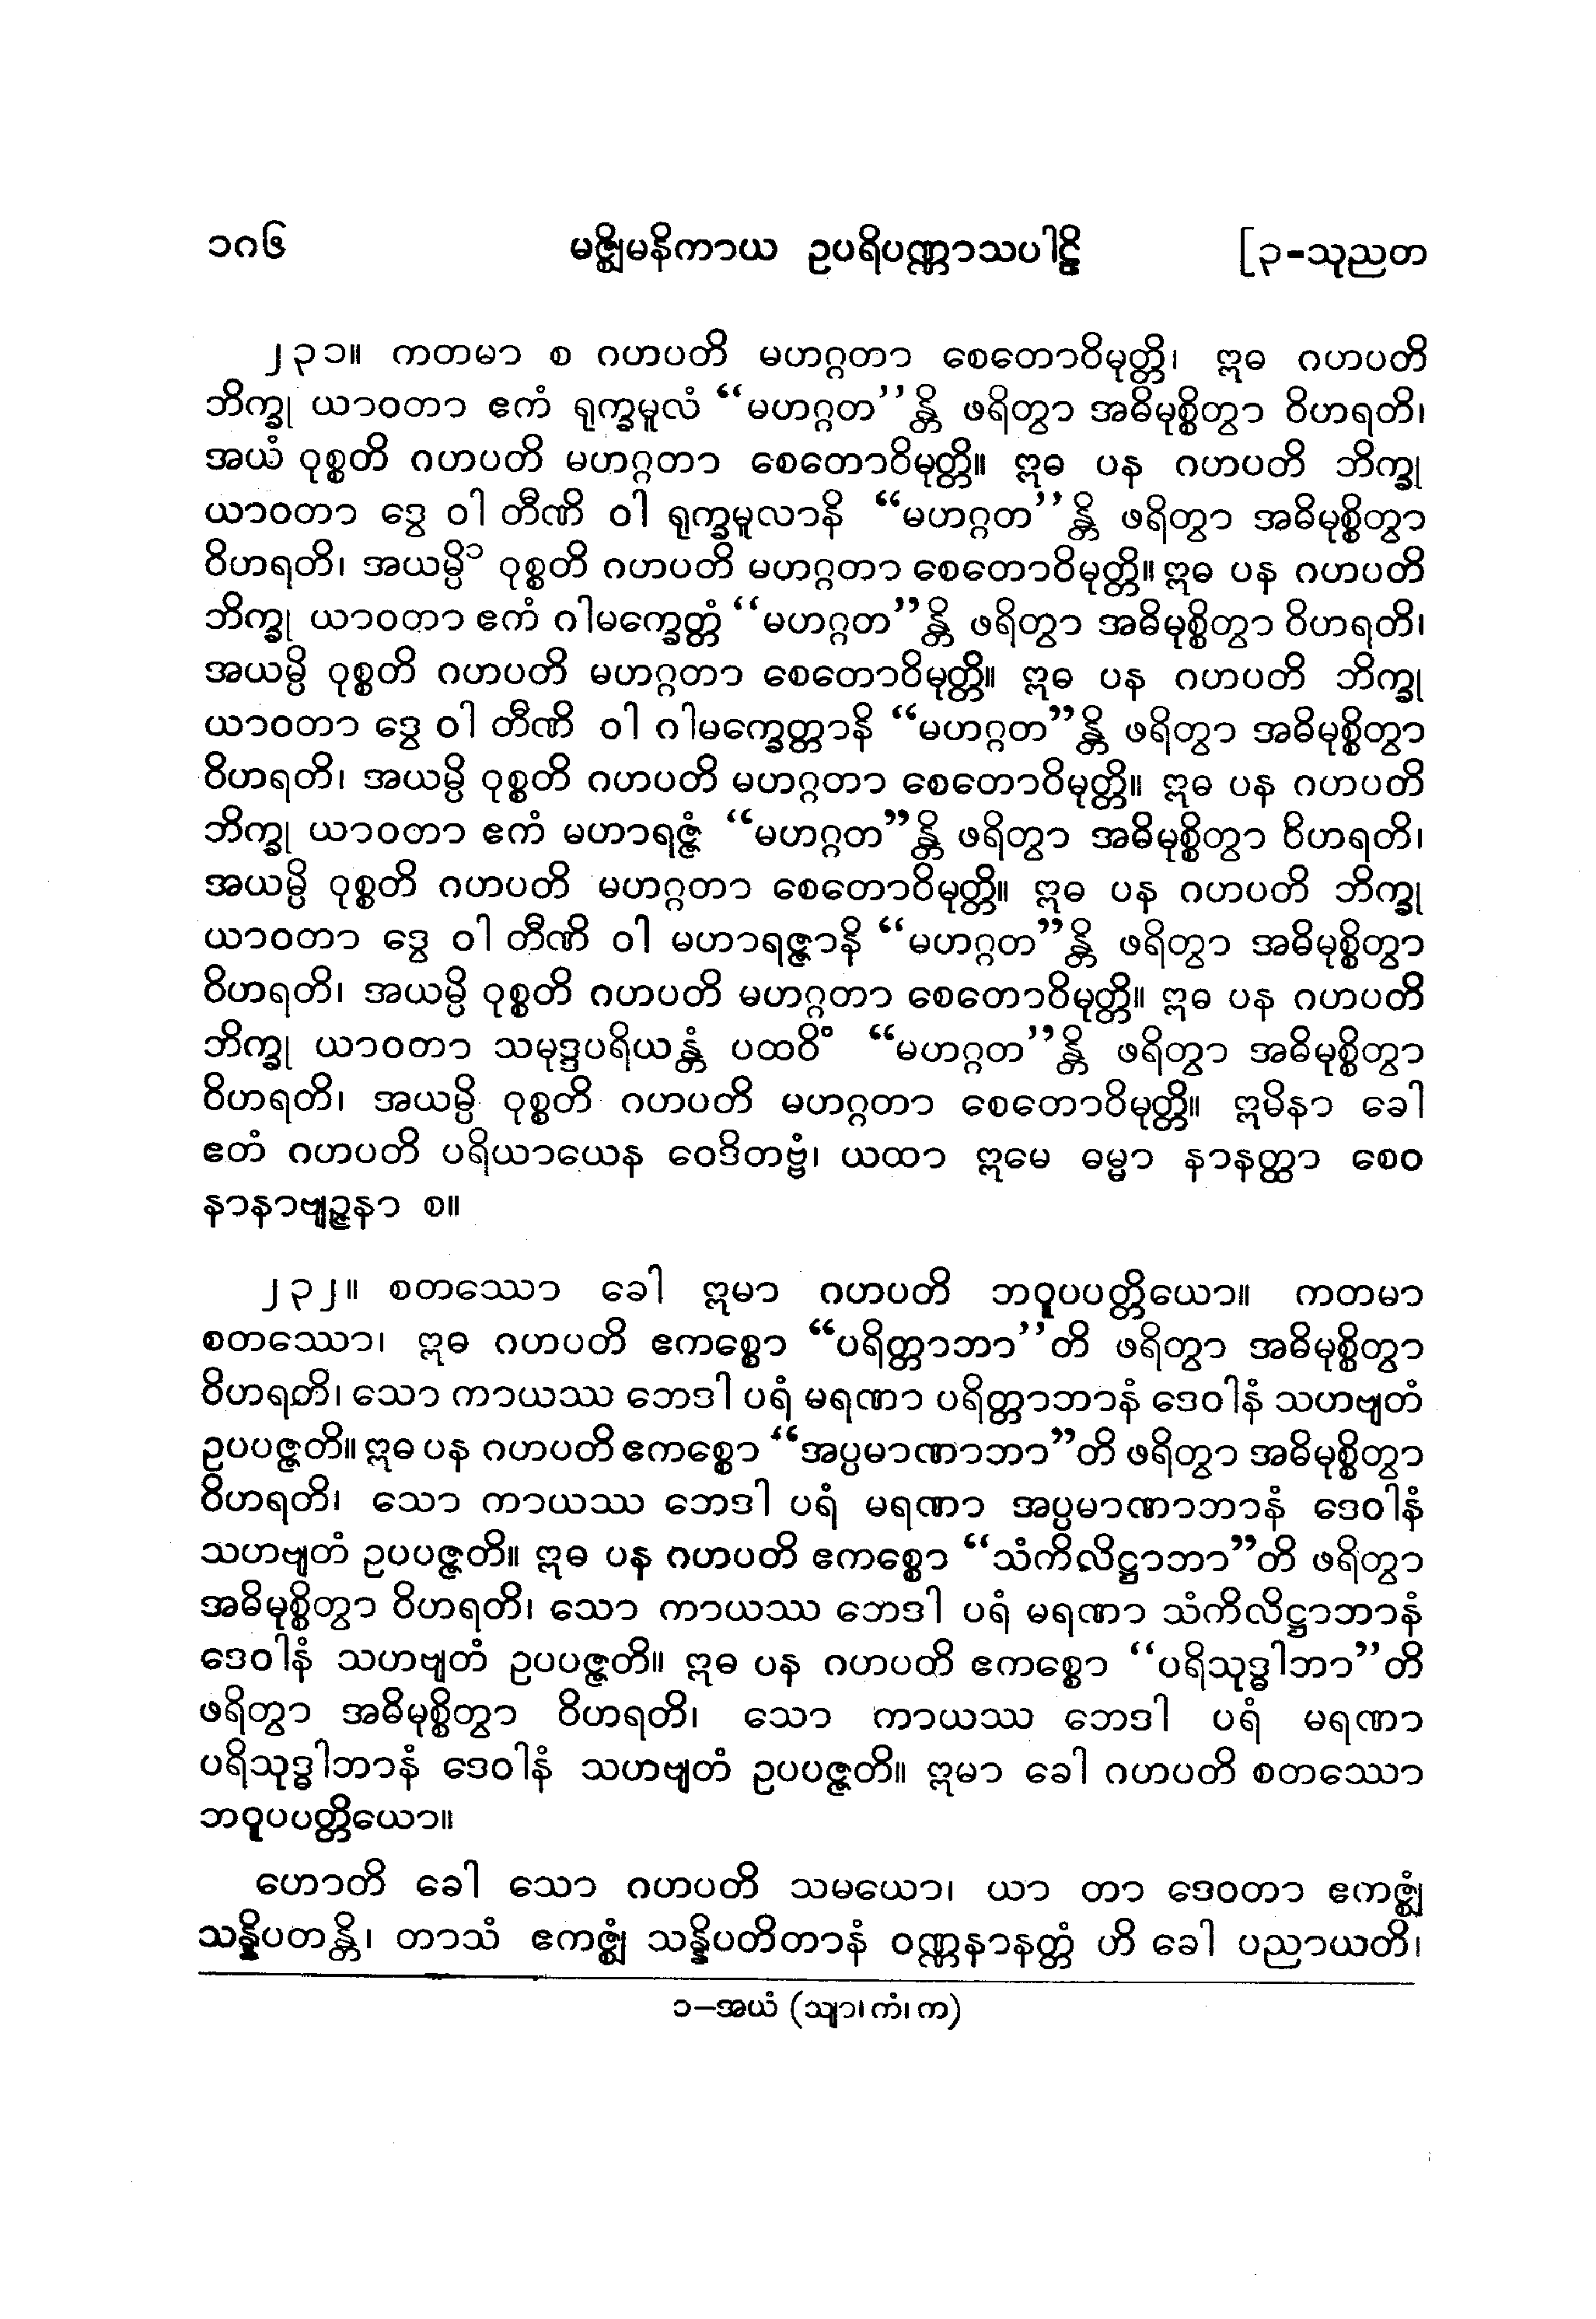 ၁၈၆ မဇ္ဈိမနိကာယ ဥပရိပဏ္ဏာသပါဠိ [၃-သုညတ
၂၃၁။ ကတမာ စ ဂဟပတိ မဟဂ္ဂတာ စေတောဝိမုတ္တိ၊ ဣဓ ဂဟပတိ
ဘိက္ခု ယာဝတာ ဧကံ ရုက္ခမူလံ “မဟဂ္ဂတ”န္တိ ဖရိတွာ အဓိမုစ္စိတွာ ဝိဟရတိ၊
အယံ ဝုစ္စတိ ဂဟပတိ မဟဂ္ဂတာ စေတောဝိမုတ္တိ။ ဣဓ ပန ဂဟပတိ ဘိက္ခု
ယာဝတာ ဒွေ ဝါ တီဏိ ဝါ ရုက္ခမူလာနိ “မဟဂ္ဂတ”န္တိ ဖရိတွာ အဓိမုစ္စိတွာ
ဝိဟရတိ၊ အယမ္ပိ၁ ဝုစ္စတိ ဂဟပတိ မဟဂ္ဂတာ စေတောဝိမုတ္တိ။ ဣဓ ပန ဂဟပတိ
ဘိက္ခု ယာဝတာ ဧကံ ဂါမက္ခေတ္တံ “မဟဂ္ဂတ”န္တိ ဖရိတွာ အဓိမုစ္စိတွာ ဝိဟရတိ၊
အယမ္ပိ ဝုစ္စတိ ဂဟပတိ မဟဂ္ဂတာ စေတောဝိမုတ္တိ။ ဣဓ ပန ဂဟပတိ ဘိက္ခု
ယာဝတာ ဒွေ ဝါ တီဏိ ဝါ ဂါမက္ခေတ္တာနိ “မဟဂ္ဂတ”န္တိ ဖရိတွာ အဓိမုစ္စိတွာ
ဝိဟရတိ၊ အယမ္ပိ ဝုစ္စတိ ဂဟပတိ မဟဂ္ဂတာ စေတောဝိမုတ္တိ။ ဣဓ ပန ဂဟပတိ
ဘိက္ခု ယာဝတာ ဧကံ မဟာရဇ္ဇံ “မဟဂ္ဂတ”န္တိ ဖရိတွာ အဓိမုစ္စိတွာ ဝိဟရတိ၊
အယမ္ပိ ဝုစ္စတိ ဂဟပတိ မဟဂ္ဂတာ စေတောဝိမုတ္တိ။ ဣဓ ပန ဂဟပတိ ဘိက္ခု
ယာဝတာ ဒွေ ဝါ တီဏိ ဝါ မဟာရဇ္ဇာနိ “မဟဂ္ဂတ”န္တိ ဖရိတွာ အဓိမုစ္စိတွာ
ဝိဟရတိ၊ အယမ္ပိ ဝုစ္စတိ ဂဟပတိ မဟဂ္ဂတာ စေတောဝိမုတ္တိ။ ဣဓ ပန ဂဟပတိ
ဘိက္ခု ယာဝတာ သမုဒ္ဒပရိယန္တံ ပထဝိံ “မဟဂ္ဂတ”န္တိ ဖရိတွာ အဓိမုစ္စိတွာ
ဝိဟရတိ၊ အယမ္ပိ ဝုစ္စတိ ဂဟပတိ မဟဂ္ဂတာ စေတောဝိမုတ္တိ။ ဣမိနာ ခေါ
ဧတံ ဂဟပတိ ပရိယာယေန ဝေဒိတဗ္ဗံ၊ ယထာ ဣမေ ဓမ္မာ နာနတ္ထာ စေဝ
နာနာဗျဉ္ဇနာ စ။
၂၃၂။ စတဿော ခေါ ဣမာ ဂဟပတိ ဘဝူပပတ္တိယော။ ကတမာ
စတဿော၊ ဣဓ ဂဟပတိ ဧကစ္စော “ပရိတ္တာဘာ”တိ ဖရိတွာ အဓိမုစ္စိတွာ
ဝိဟရတိ၊ သော ကာယဿ ဘေဒါ ပရံ မရဏာ ပရိတ္တာဘာနံ ဒေဝါနံ သဟဗျတံ
ဥပပဇ္ဇတိ။ ဣဓ ပန ဂဟပတိ ဧကစ္စော “အပ္ပမာဏာဘာ”တိ ဖရိတွာ အဓိမုစ္စိတွာ
ဝိဟရတိ၊ သော ကာယဿ ဘေဒါ ပရံ မရဏာ အပ္ပမာဏာဘာနံ ဒေဝါနံ
သဟဗျတံ ဥပပဇ္ဇတိ။ ဣဓ ပန ဂဟပတိ ဧကစ္စော “သံကိလိဋ္ဌာဘာ”တိ ဖရိတွာ
အဓိမုစ္စိတွာ ဝိဟရတိ၊ သော ကာယဿ ဘေဒါ ပရံ မရဏာ သံကိလိဋ္ဌာဘာနံ
ဒေဝါနံ သဟဗျတံ ဥပပဇ္ဇတိ။ ဣဓ ပန ဂဟပတိ ဧကစ္စော “ပရိသုဒ္ဓါဘာ”တိ
ဖရိတွာ အဓိမုစ္စိတွာ ဝိဟရတိ၊ သော ကာယဿ ဘေဒါ ပရံ မရဏာ
ပရိသုဒ္ဓါဘာနံ ဒေဝါနံ သဟဗျတံ ဥပပဇ္ဇတိ။ ဣမာ ခေါ ဂဟပတိ စတဿော
ဘဝူပပတ္တိယော။
ဟောတိ ခေါ သော ဂဟပတိ သမယော၊ ယာ တာ ဒေဝတာ ဧကဇ္ဈံ
သန္နိပတန္တိ၊ တာသံ ဧကဇ္ဈံ သန္နိပတိတာနံ ဝဏ္ဏနာနတ္တံ ဟိ ခေါ ပညာယတိ၊
၁–အယံ (သျာ၊ ကံ၊ က)